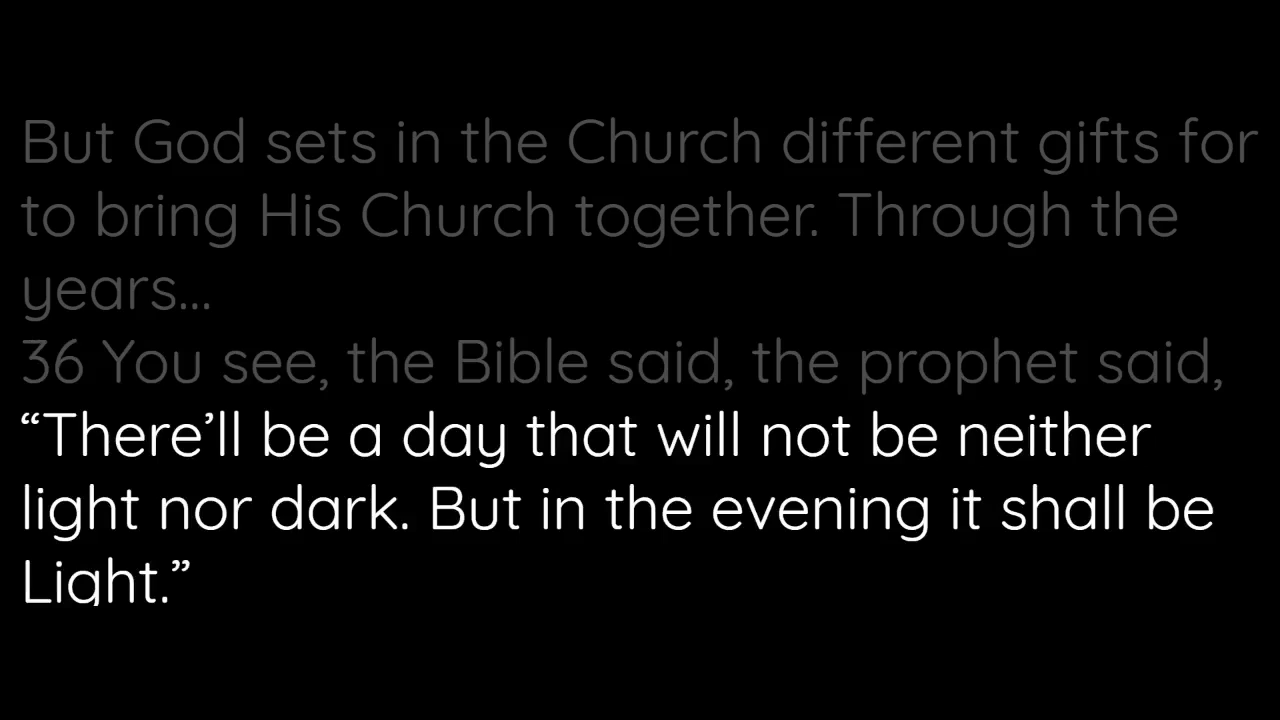 But God sets in the Church different gifts for
to bring His Church together. Through the
years...
36 You see, the Bible said, the prophet said,
“There’ll be a day that will not be neither
light nor dark. But in the evening it shall be
Light.”